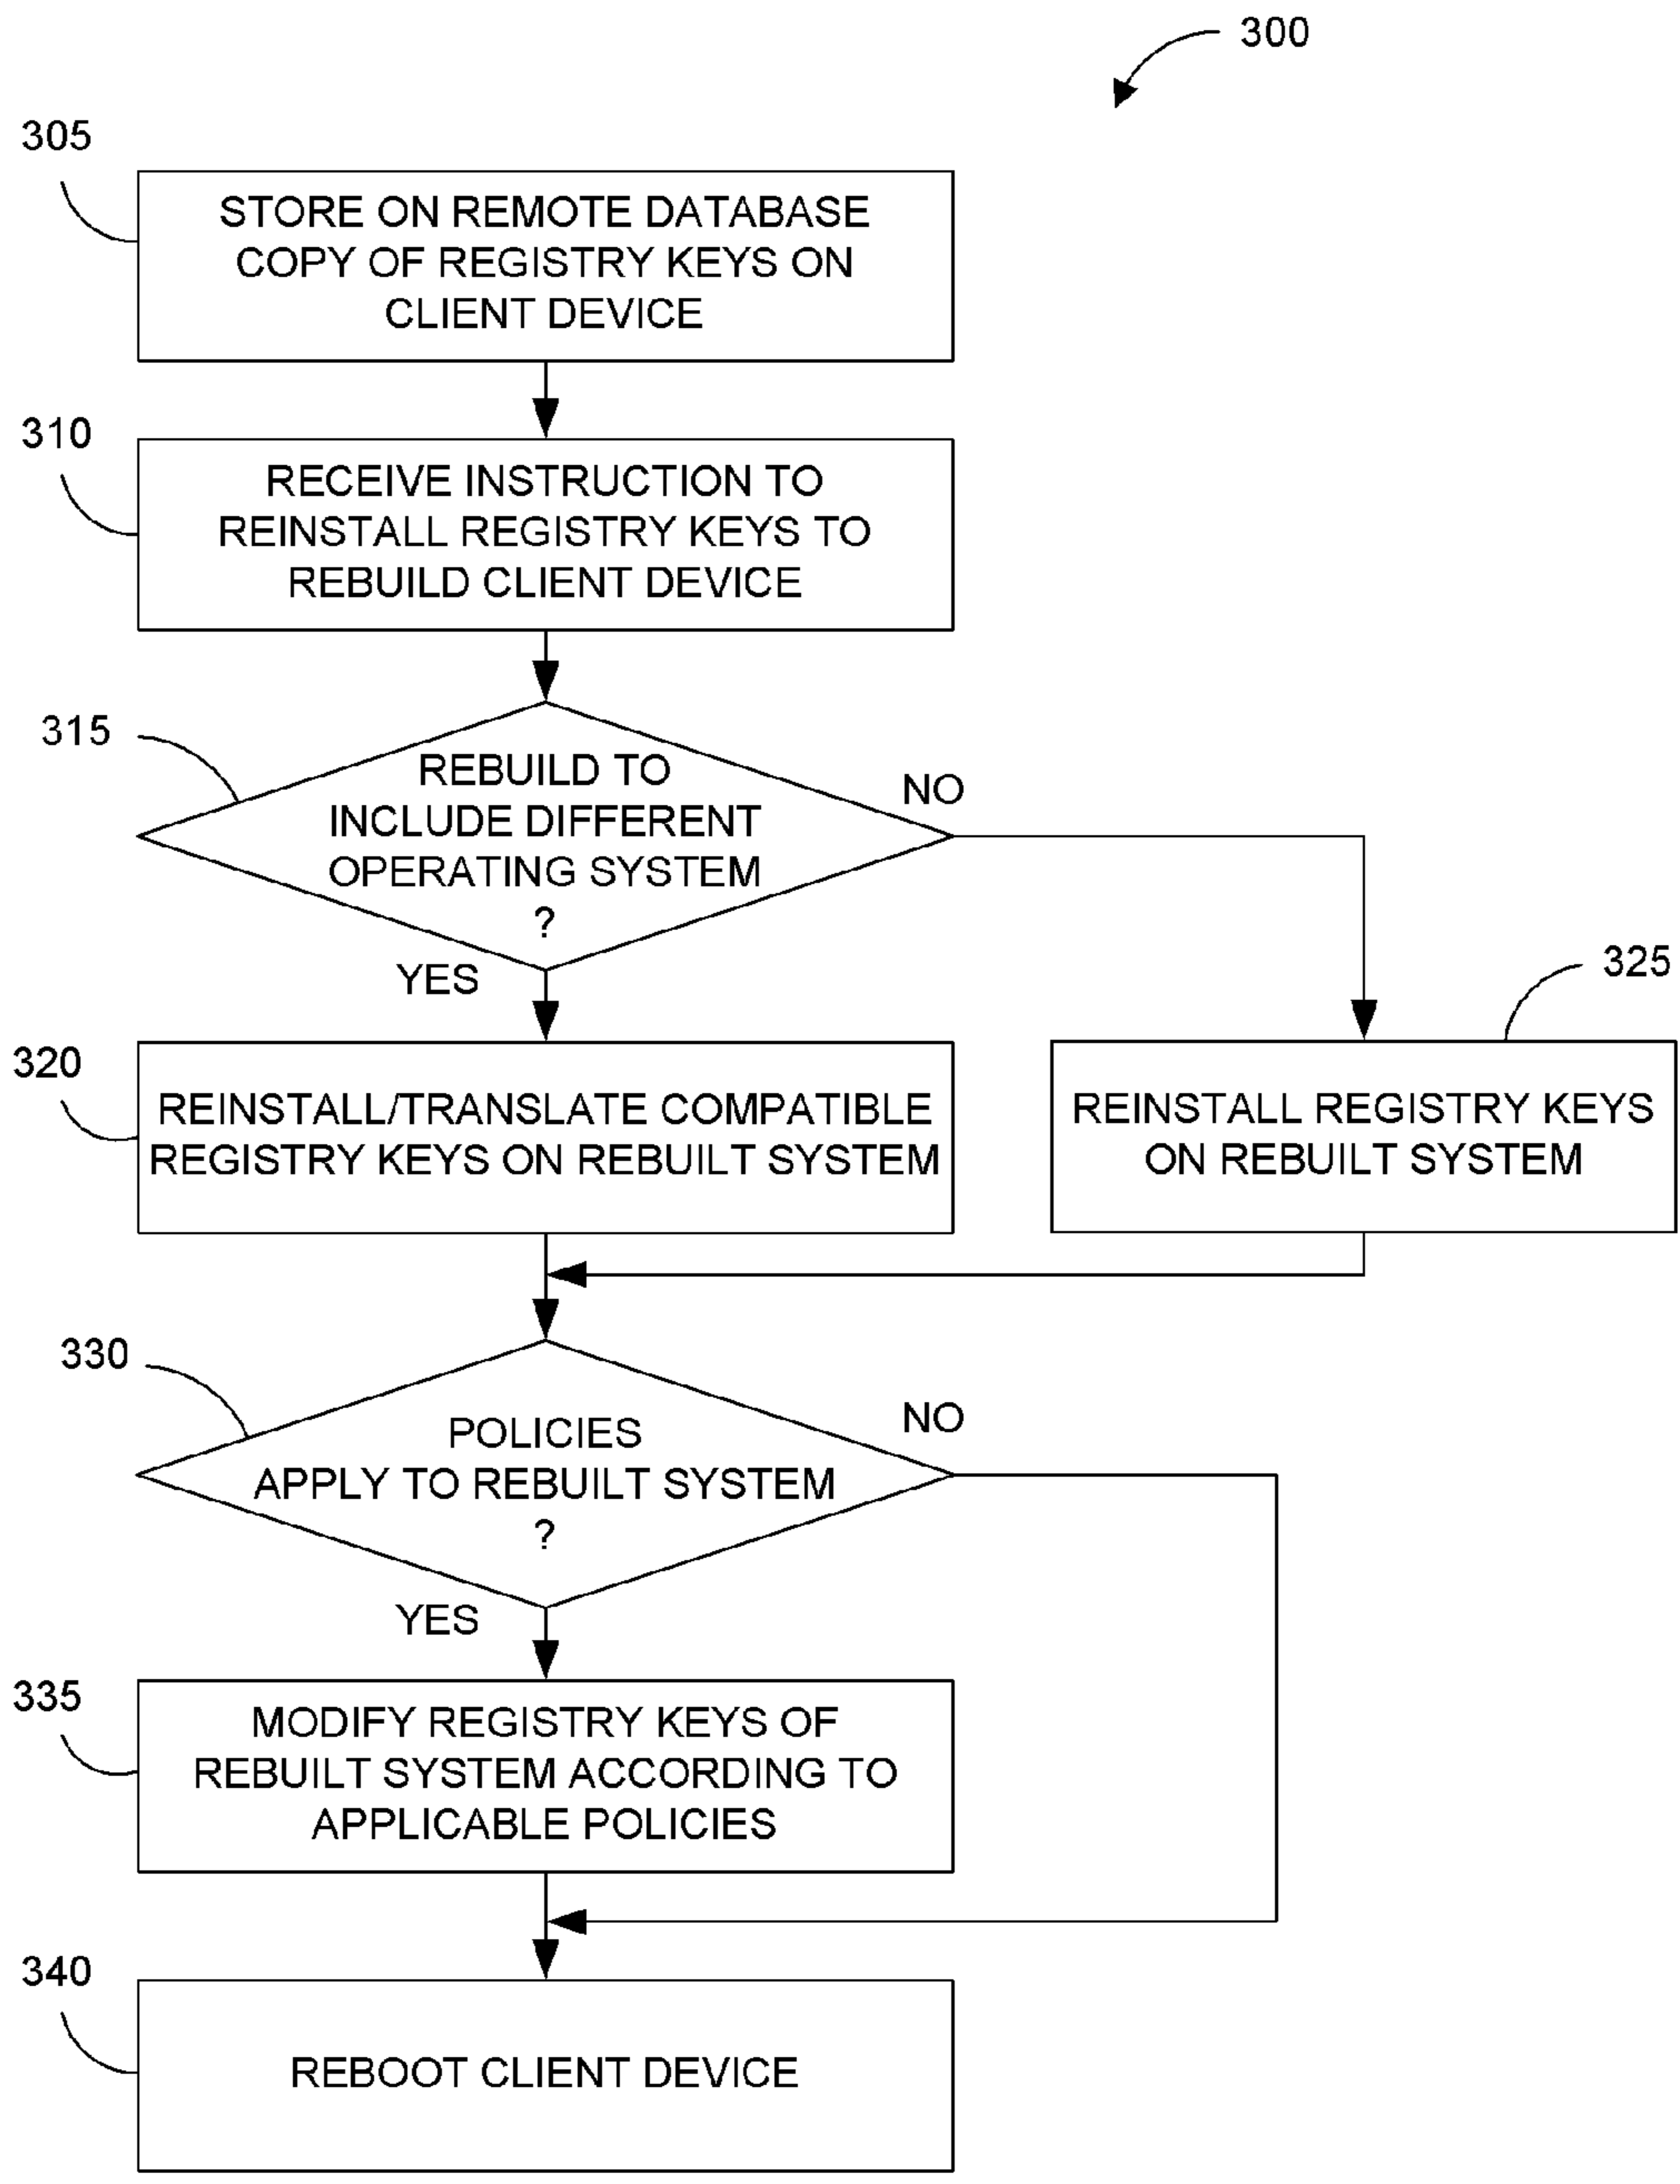 300
305
STORE ON REMOTE DATABASE
COPY OF REGISTRY KEYS ON
CLIENT DEVICE
310
RECEIVE INSTRUCTION TO
REINSTALL REGISTRY KEYS TO
REBUILD CLIENT DEVICE
315
REBUILD TO
INCLUDE DIFFERENT
OPERATING SYSTEM
?
NO
YES
320
REINSTALL/TRANSLATE COMPATIBLE
REGISTRY KEYS ON REBUILT SYSTEM
325
REINSTALL REGISTRY KEYS
ON REBUILT SYSTEM
330
POLICIES
APPLY TO REBUILT SYSTEM
?
NO
YES
335
MODIFY REGISTRY KEYS OF
REBUILT SYSTEM ACCORDING TO
APPLICABLE POLICIES
340
REBOOT CLIENT DEVICE